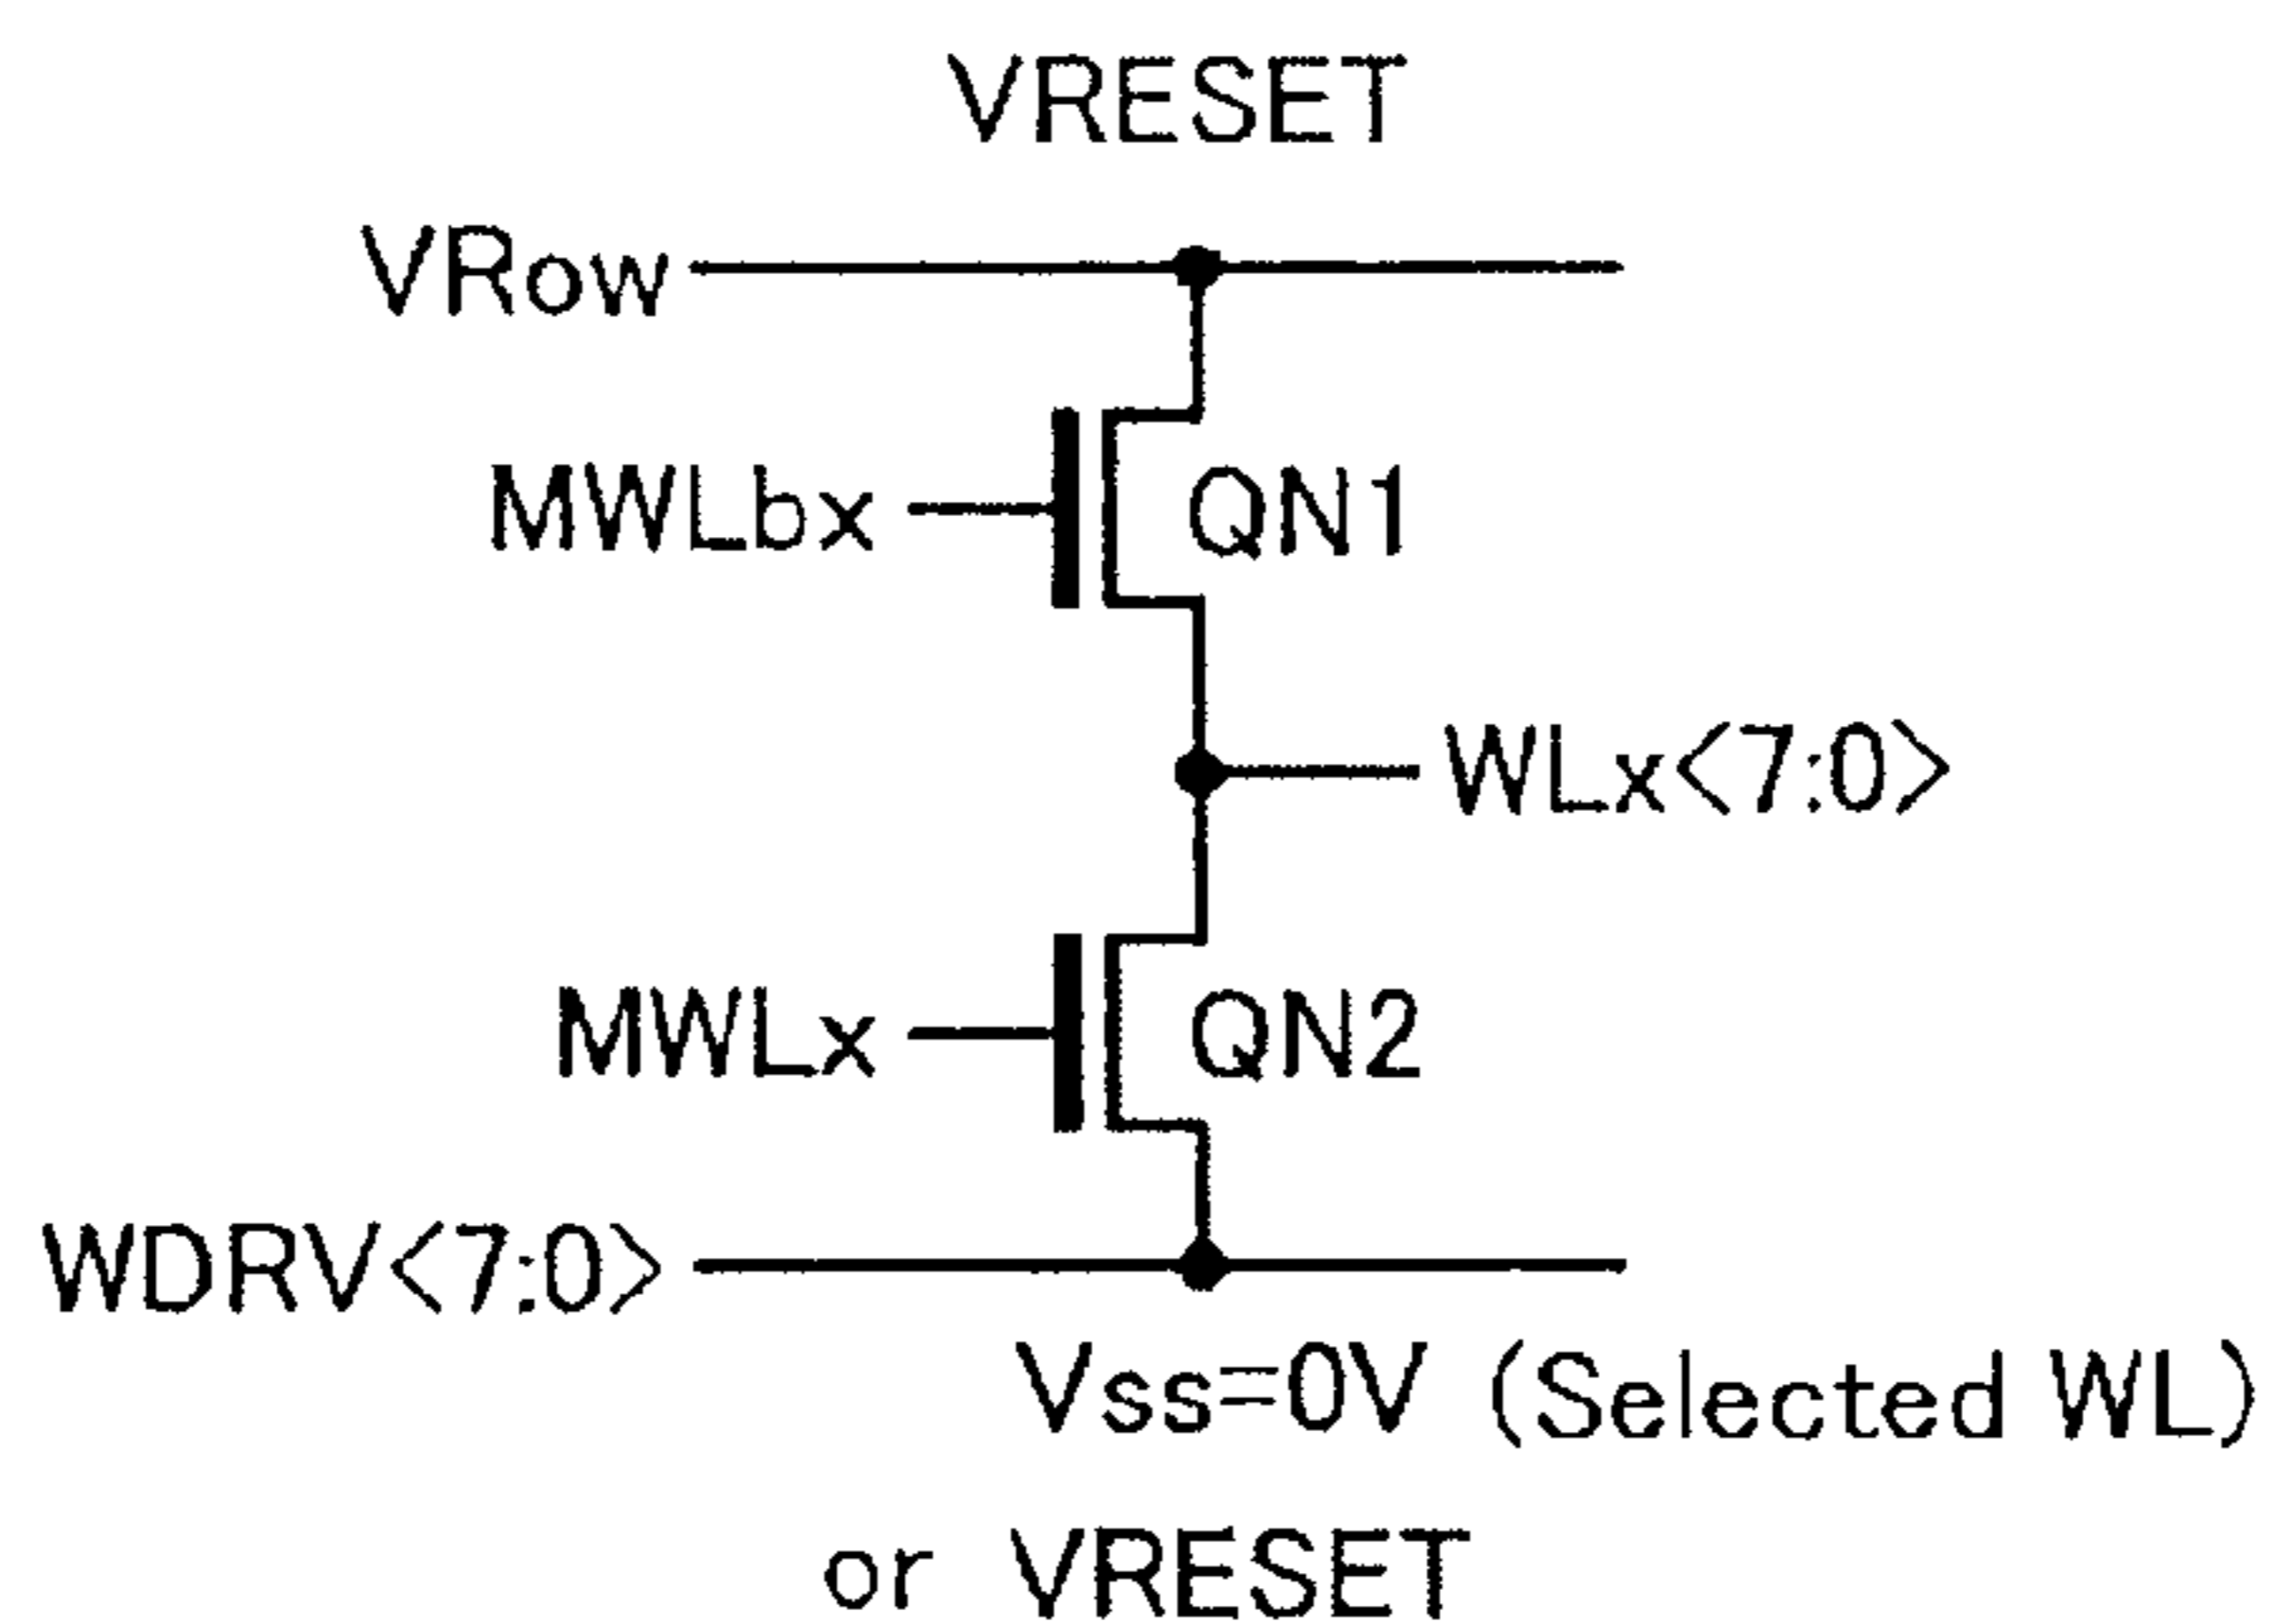 VRESET
VRow
MWLbx
QN1
WLx<7:0>
MWLx
QN2
WDRV<7:0>
Vss=0V (Selected WL)
or VRESET